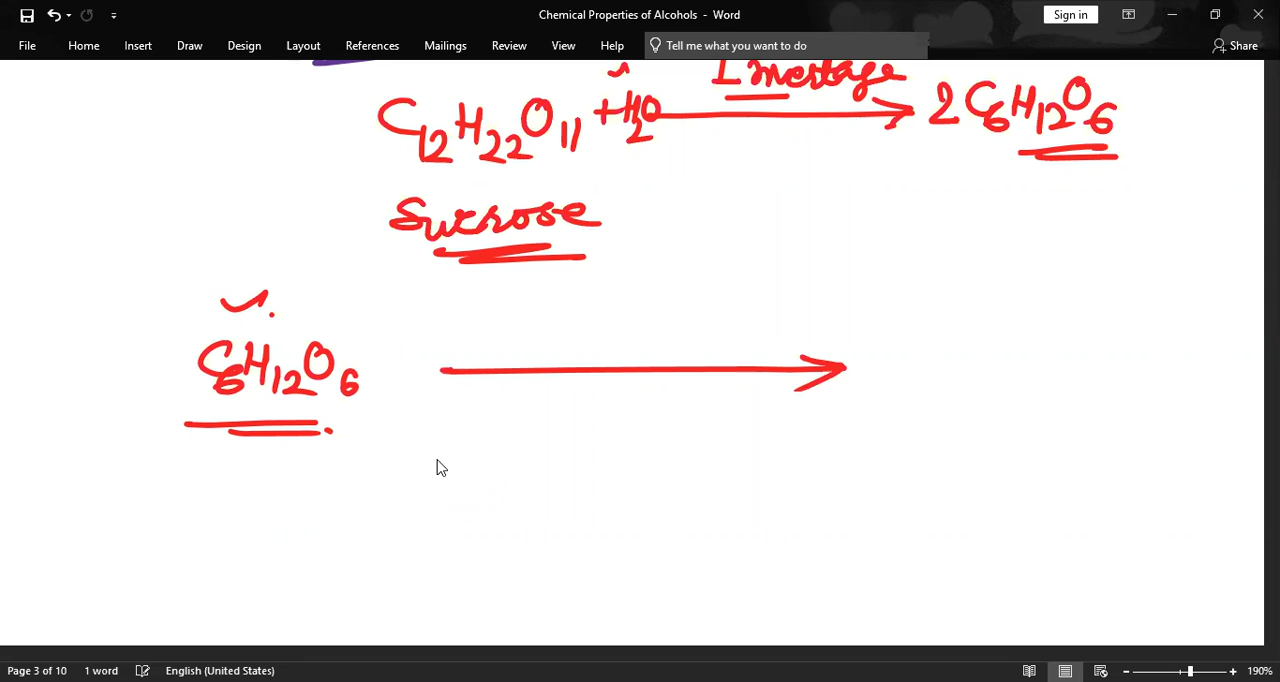 Chemical Properties of Alcohols - Word
Sign in
File Home Insert Draw Design Layout References Mailings Review View Help Tell me what you want to do Share
Inmertage
C12H22O11 + H2O → 2C6H12O6
Sucrose
C6H12O6 →
Page 3 of 10 1 word English (United States) 190%